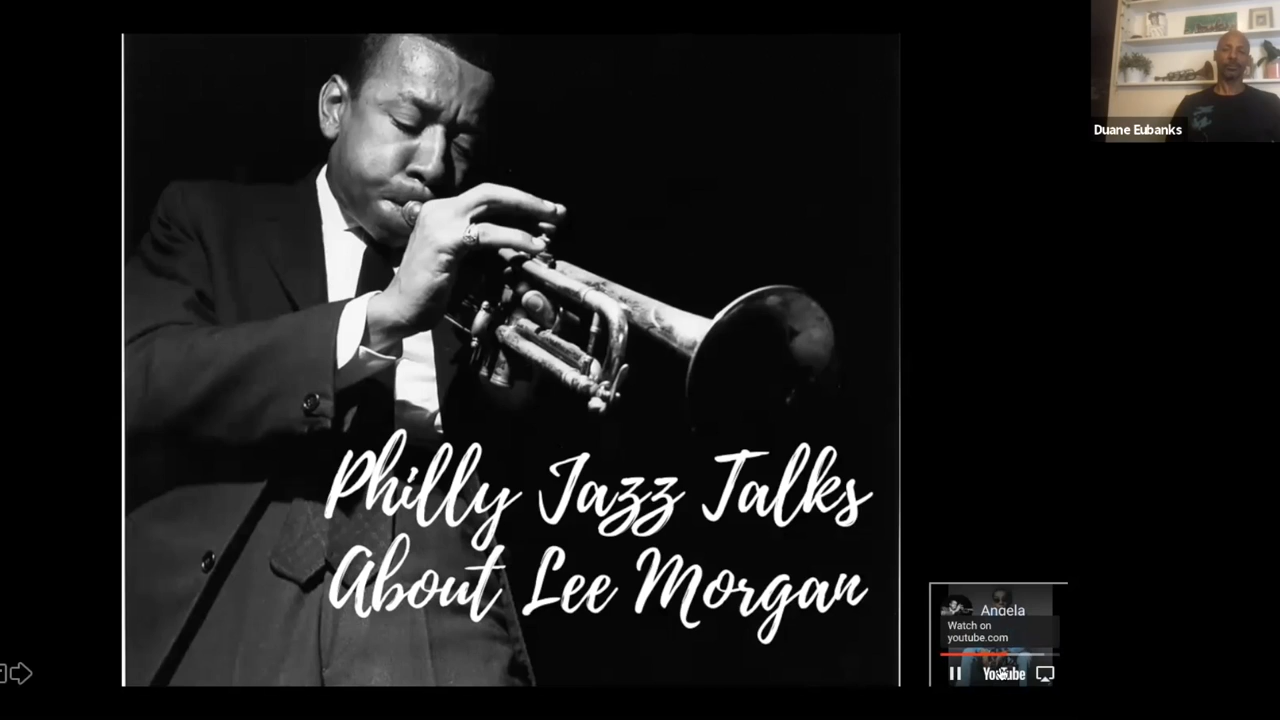 Duane Eubanks
Philly Jazz Talks
About Lee Morgan
Angela
Watch on
youtube.com
YouTube